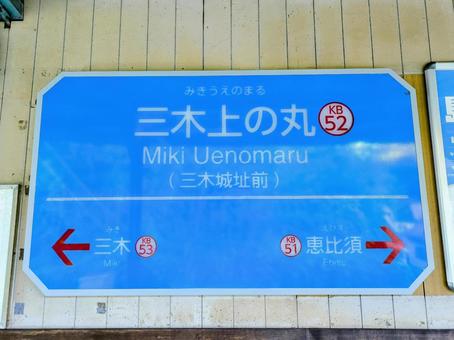 みきうえのまる
三木上の丸 KB 52
Miki Uenomaru
(三木城址前)
みき えびす
三木 KB 53 KB 51 恵比須
Miki Ebisu